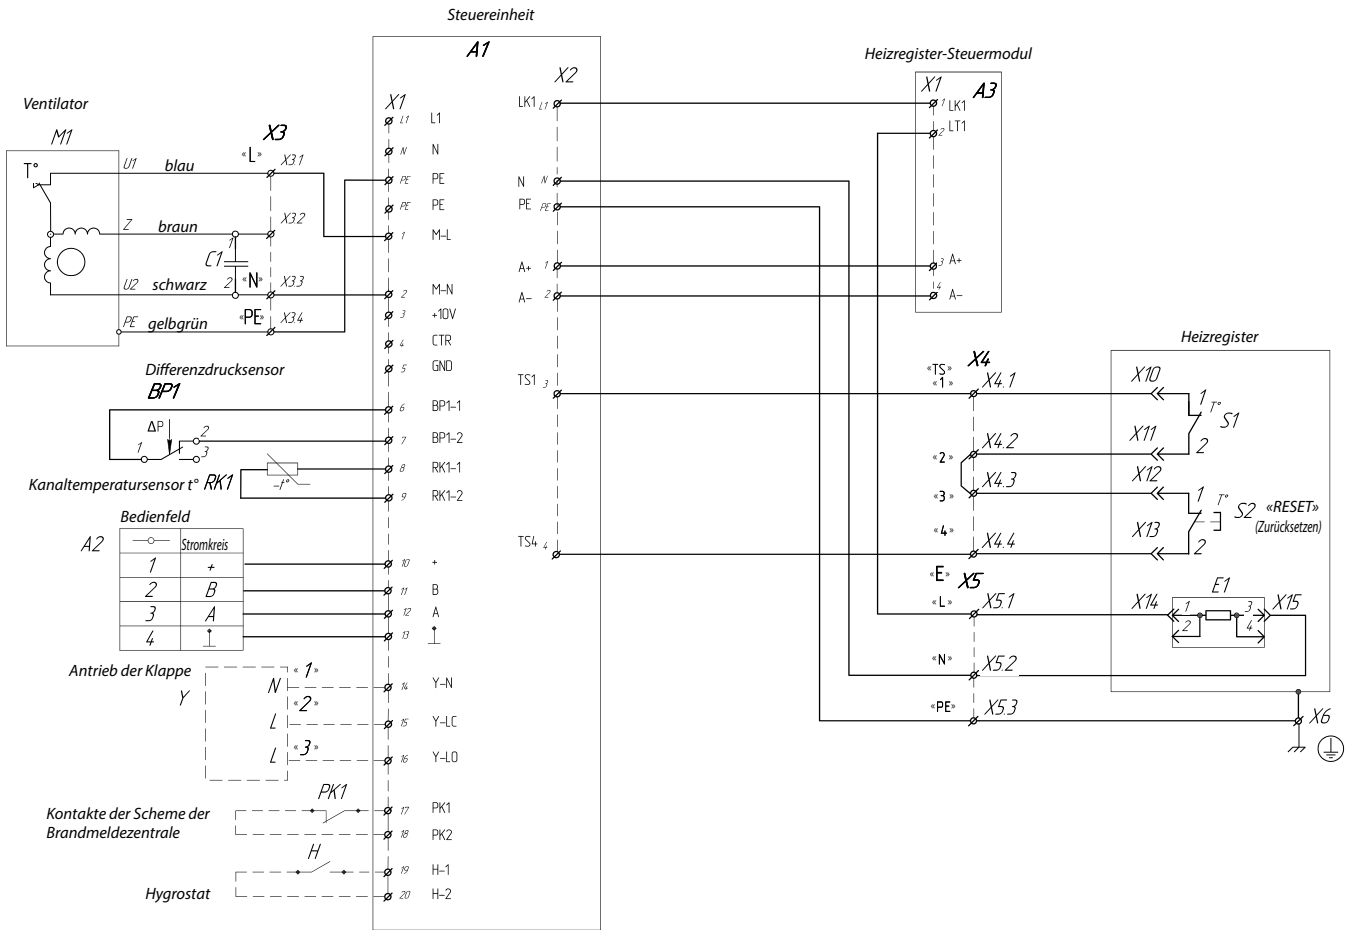 Steuereinheit
A1
Heizregister-Steuermodul
X1
A3
1 LK1
2 LT1
3 A+
4 A–
Ventilator
M1
T°
U1 blau
Z braun
U2 schwarz
PE gelbgrün
X3
«L» X3.1
X3.2
1
C1
2
«N» X3.3
«PE» X3.4
X1
L1 L1
N N
PE PE
PE PE
1 M–L
2 M–N
3 +10V
4 CTR
5 GND
6 BP1–1
7 BP1–2
8 RK1–1
9 RK1–2
10 +
11 B
12 A
13
14 Y–N
15 Y–LC
16 Y–LO
17 PK1
18 PK2
19 H–1
20 H–2
X2
LK1 L1
N N
PE PE
A+ 1
A– 2
TS1 3
TS4 4
Differenzdrucksensor
BP1
ΔP
1
2
3
Kanaltemperatursensor t° RK1
–t°
Bedienfeld
A2
Stromkreis
1 +
2 B
3 A
4
Antrieb der Klappe
Y
N «1»
L «2»
L «3»
Kontakte der Scheme der
Brandmeldezentrale
PK1
H
Hygrostat
X4
«TS»
«1» X4.1
«2» X4.2
«3» X4.3
«4» X4.4
«E» X5
«L» X5.1
«N» X5.2
«PE» X5.3
Heizregister
X10
1 T° S1
X11
2
X12
1 T° S2 «RESET»
(Zurücksetzen)
X13
2
E1
X14 1 3 X15
2 4
X6